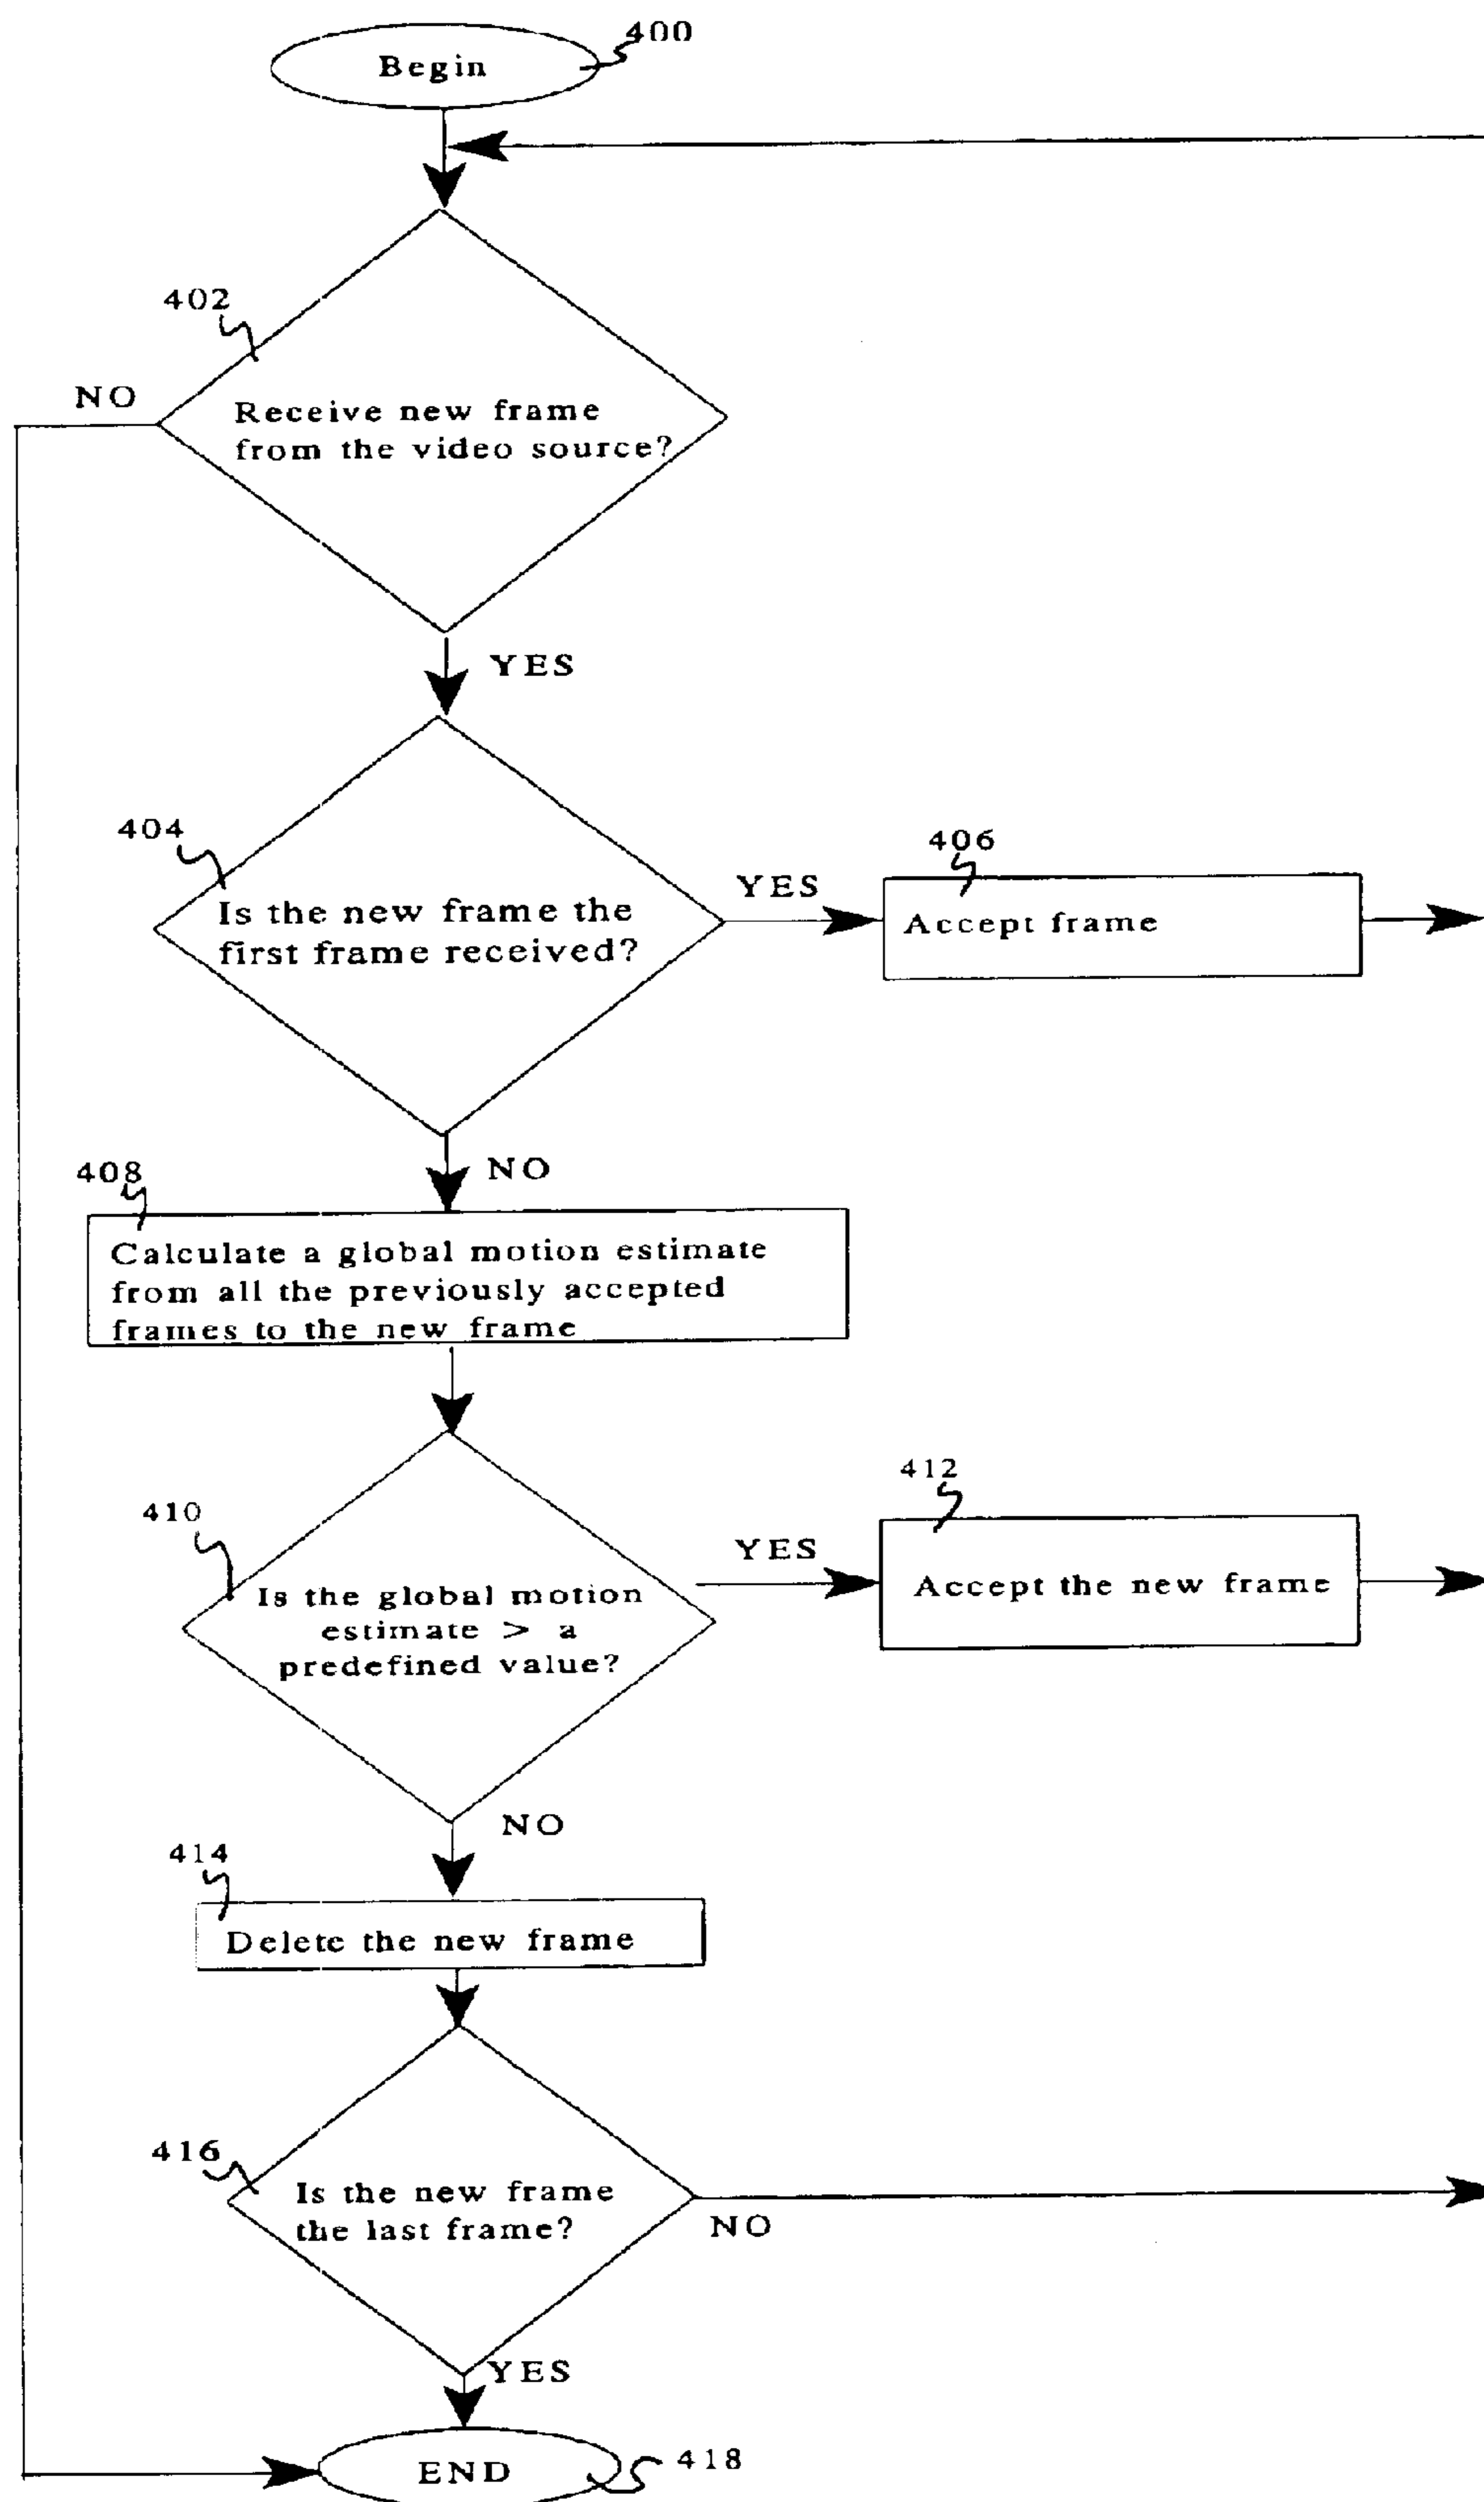 400
Begin
402
NO
Receive new frame
from the video source?
YES
404
Is the new frame the
first frame received?
YES
406
Accept frame
NO
408
Calculate a global motion estimate
from all the previously accepted
frames to the new frame
410
Is the global motion
estimate > a
predefined value?
YES
412
Accept the new frame
NO
414
Delete the new frame
416
Is the new frame
the last frame?
NO
YES
END
418